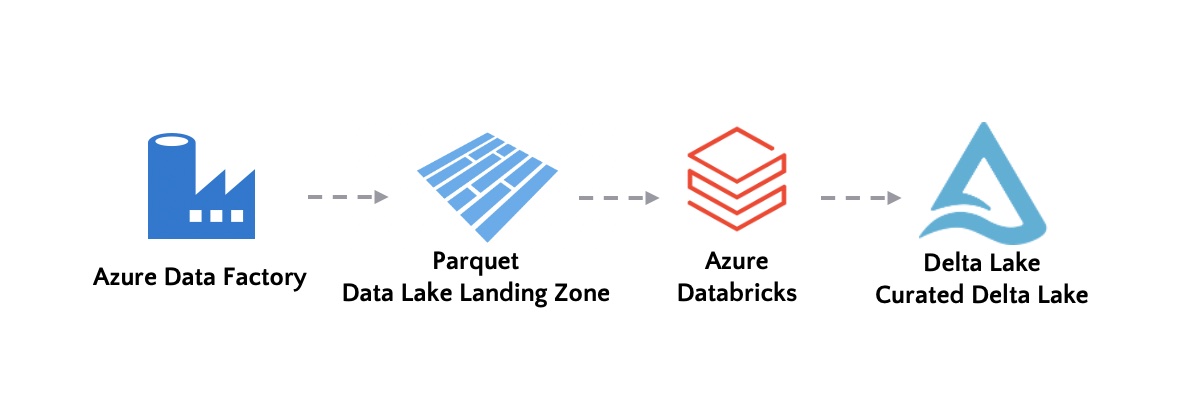 Azure Data Factory
Parquet
Data Lake Landing Zone
Azure
Databricks
Delta Lake
Curated Delta Lake